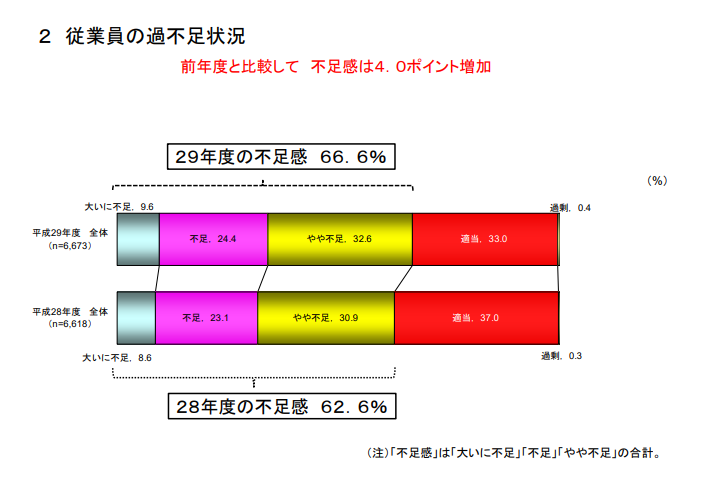 ２　従業員の過不足状況
前年度と比較して　不足感は４．０ポイント増加
29年度の不足感　66．6％
（％）
大いに不足, 9.6
過剰, 0.4
平成29年度　全体
（n=6,673）
不足, 24.4
やや不足, 32.6
適当, 33.0
平成28年度　全体
（n=6,618）
不足, 23.1
やや不足, 30.9
適当, 37.0
大いに不足, 8.6
過剰, 0.3
28年度の不足感　62．6％
（注）「不足感」は「大いに不足」「不足」「やや不足」の合計。